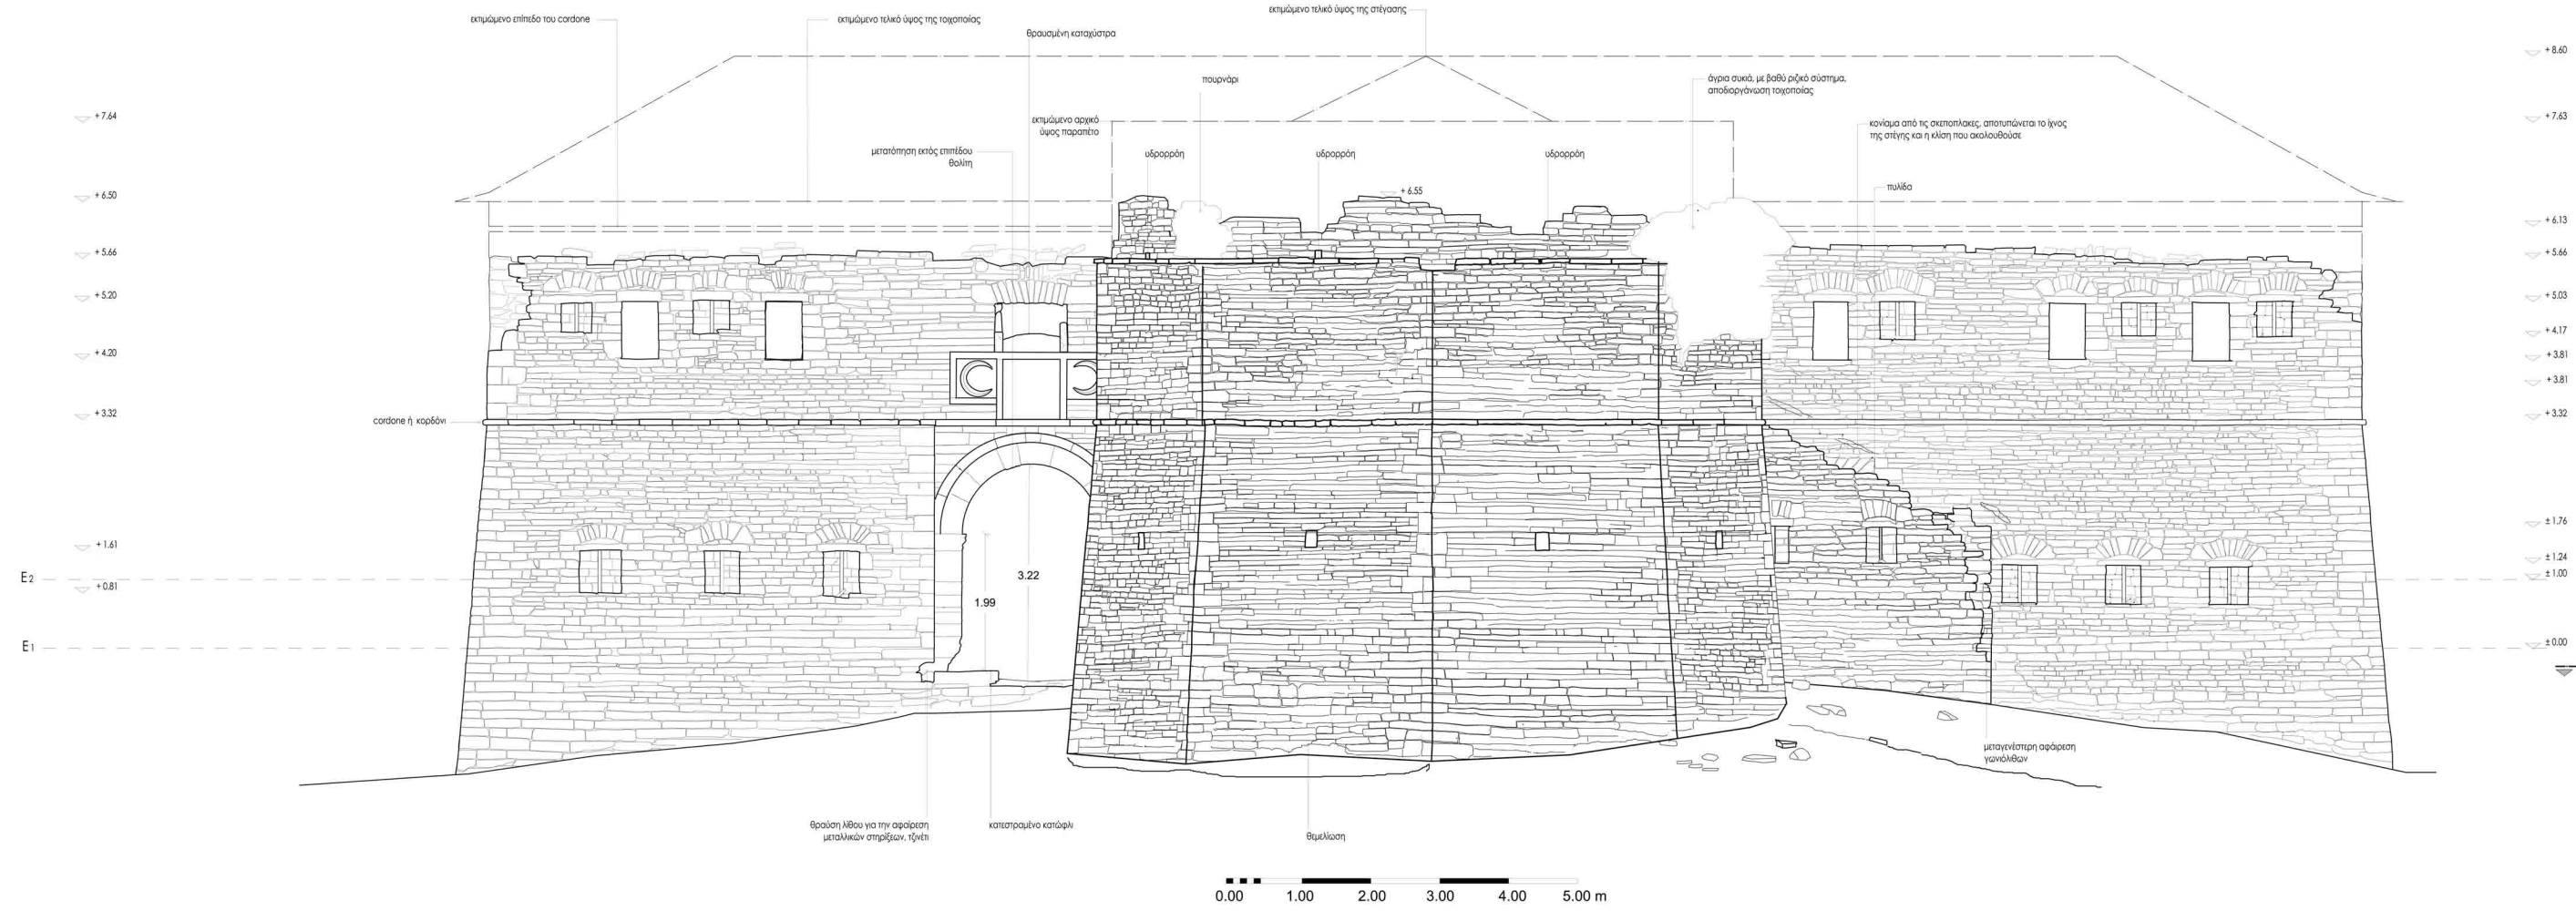 εκτιμώμενο τελικό ύψος της στέγασης
εκτιμώμενο επίπεδο του cordone
εκτιμώμενο τελικό ύψος της τοιχοποιίας
θραυσμένη καταχύστρα
+ 8.60
πουρνάρι
άγρια συκιά, με βαθύ ριζικό σύστημα,
αποδιοργάνωση τοιχοποιίας
+ 7.64
+ 7.63
εκτιμώμενο αρχικό
ύψος παραπέτο
κονίαμα από τις σκεποπλακες, αποτυπώνεται το ίχνος
της στέγης και η κλίση που ακολουθούσε
μετατόπηση εκτός επιπέδου
θολίτη
υδρορρόη
υδρορρόη
υδρορρόη
πυλίδα
+ 6.50
+ 6.55
+ 6.13
+ 5.66
+ 5.66
+ 5.20
+ 5.03
+ 4.17
+ 4.20
+ 3.81
+ 3.81
+ 3.32
+ 3.32
cordone ή κορδόνι
± 1.76
+ 1.61
± 1.24
E2
3.22
± 1.00
+ 0.81
1.99
E1
± 0.00
μεταγενέστερη αφάιρεση
γωνιόλιθων
θραύση λίθου για την αφαίρεση
μεταλλικών στηρίξεων, τζινέτι
κατεστραμένο κατώφλι
θεμελίωση
0.00 1.00 2.00 3.00 4.00 5.00 m